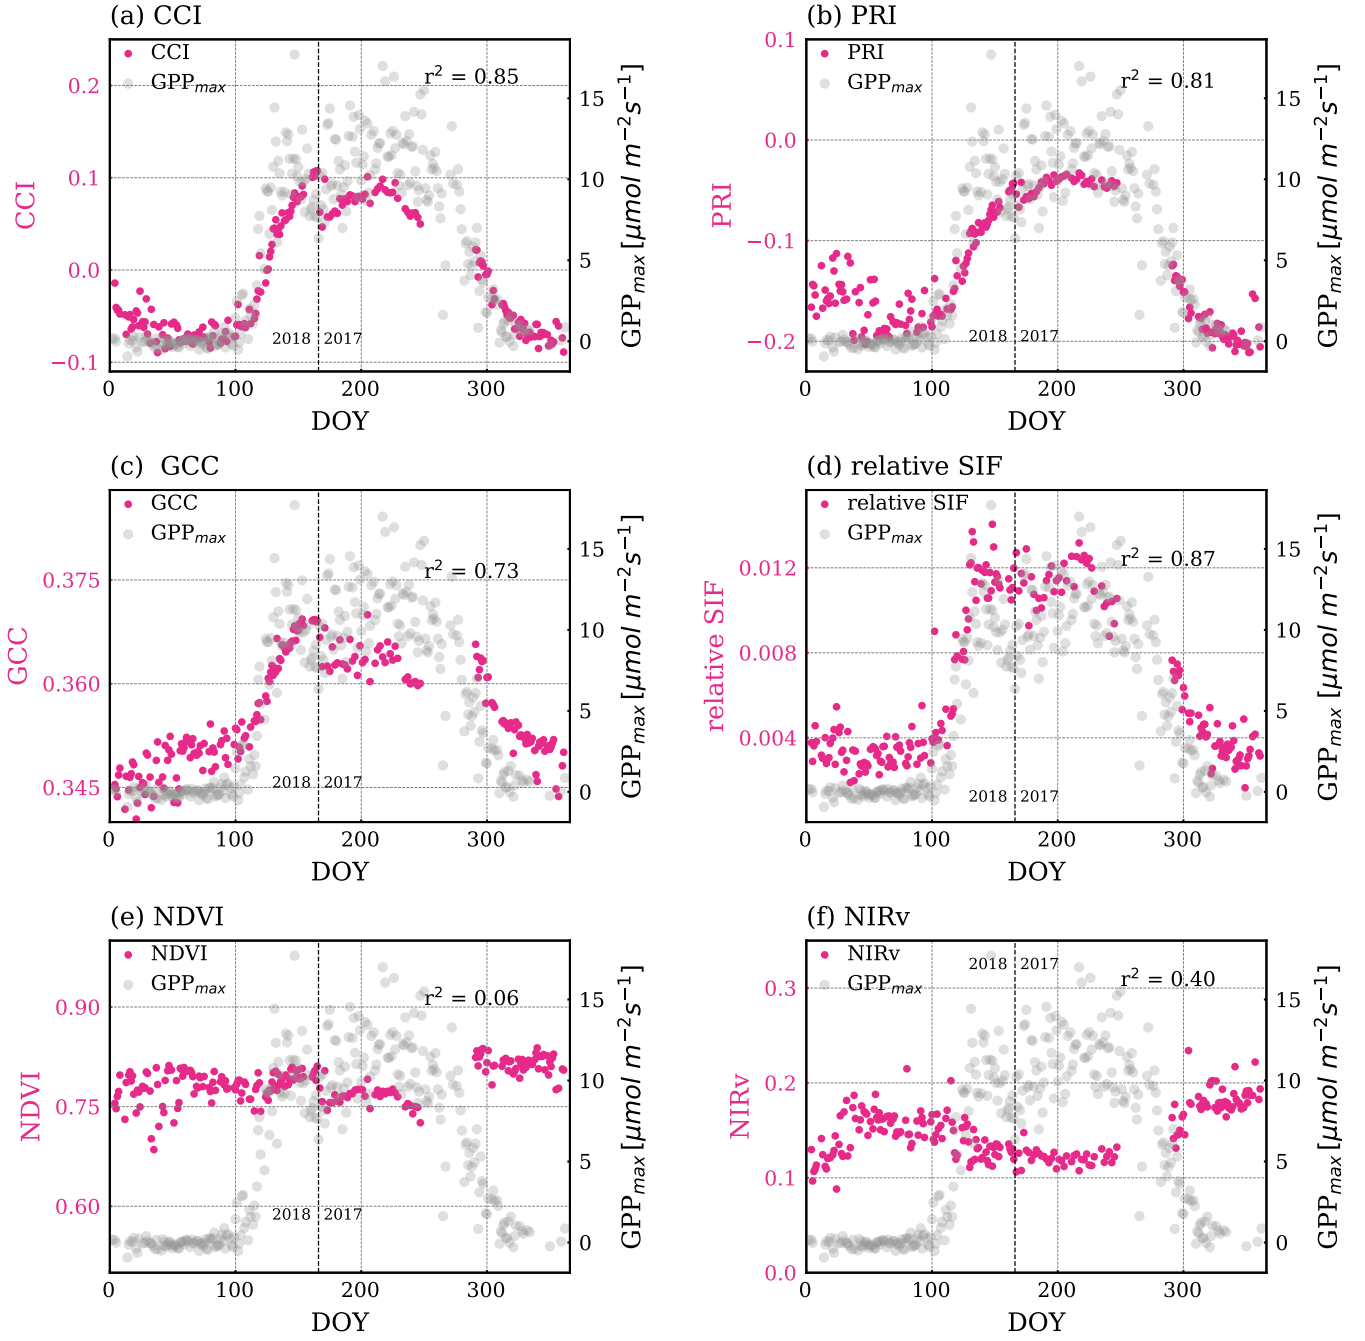 (a) CCI
CCI
GPPmax
r² = 0.85
0.2
0.1
0.0
−0.1
CCI
15
10
5
0
GPPmax [μmol m⁻²s⁻¹]
2018 2017
0 100 200 300
DOY
(b) PRI
PRI
GPPmax
r² = 0.81
0.1
0.0
−0.1
−0.2
PRI
15
10
5
0
GPPmax [μmol m⁻²s⁻¹]
2018 2017
0 100 200 300
DOY
(c) GCC
GCC
GPPmax
r² = 0.73
0.375
0.360
0.345
GCC
15
10
5
0
GPPmax [μmol m⁻²s⁻¹]
2018 2017
0 100 200 300
DOY
(d) relative SIF
relative SIF
GPPmax
r² = 0.87
0.012
0.008
0.004
relative SIF
15
10
5
0
GPPmax [μmol m⁻²s⁻¹]
2018 2017
0 100 200 300
DOY
(e) NDVI
NDVI
GPPmax
r² = 0.06
0.90
0.75
0.60
NDVI
15
10
5
0
GPPmax [μmol m⁻²s⁻¹]
2018 2017
0 100 200 300
DOY
(f) NIRv
NIRv
GPPmax
2018 2017
r² = 0.40
0.3
0.2
0.1
0.0
NIRv
15
10
5
0
GPPmax [μmol m⁻²s⁻¹]
0 100 200 300
DOY